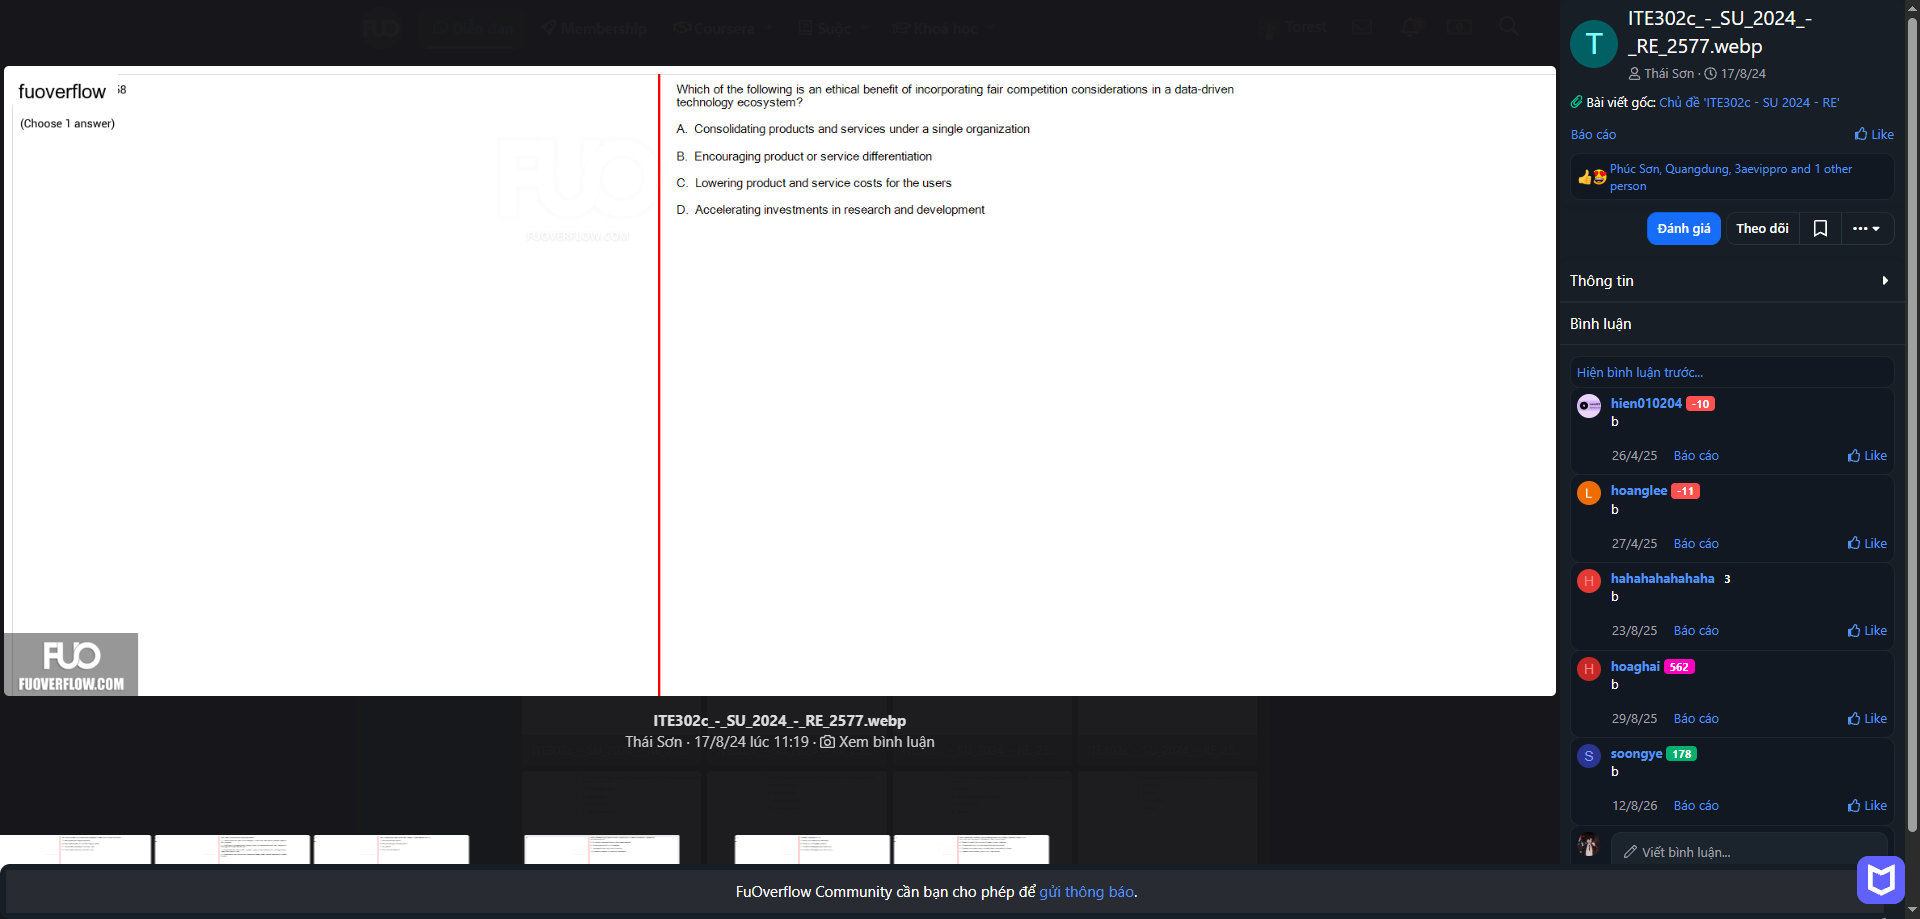 Membership
Coursera
Torest
fuoverflow
58
(Choose 1 answer)
Which of the following is an ethical benefit of incorporating fair competition considerations in a data-driven
technology ecosystem?
A. Consolidating products and services under a single organization
B. Encouraging product or service differentiation
C. Lowering product and service costs for the users
D. Accelerating investments in research and development
FUO
FUOVERFLOW.COM
FUO
FUOVERFLOW.COM
ITE302c_-_SU_2024_-_RE_2577.webp
Thái Sơn · 17/8/24 lúc 11:19 · Xem bình luận
FuOverflow Community cần bạn cho phép để gửi thông báo.
T
ITE302c_-_SU_2024_-
_RE_2577.webp
Thái Sơn · 17/8/24
Bài viết gốc: Chủ đề 'ITE302c - SU 2024 - RE'
Báo cáo
Like
Phúc Sơn, Quangdung, 3aevippro and 1 other
person
Đánh giá
Theo dõi
Thông tin
Bình luận
Hiện bình luận trước...
hien010204 -10
b
26/4/25 Báo cáo Like
L
hoanglee -11
b
27/4/25 Báo cáo Like
H
hahahahahahaha 3
b
23/8/25 Báo cáo Like
H
hoaghai 562
b
29/8/25 Báo cáo Like
S
soongye 178
b
12/8/26 Báo cáo Like
Viết bình luận...